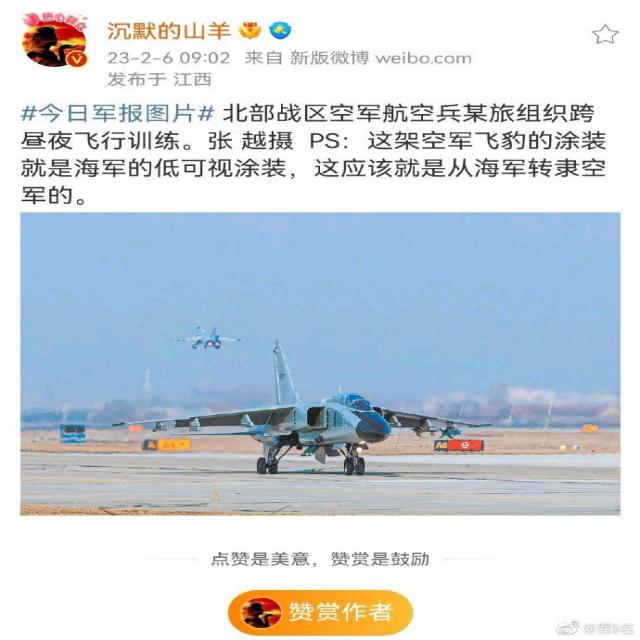 沉默的山羊
23-2-6 09:02 来自 新版微博 weibo.com
发布于 江西
#今日军报图片# 北部战区空军航空兵某旅组织跨
昼夜飞行训练。张 越摄 PS：这架空军飞豹的涂装
就是海军的低可视涂装，这应该就是从海军转隶空
军的。
A6
点赞是美意，赞赏是鼓励
赞赏作者